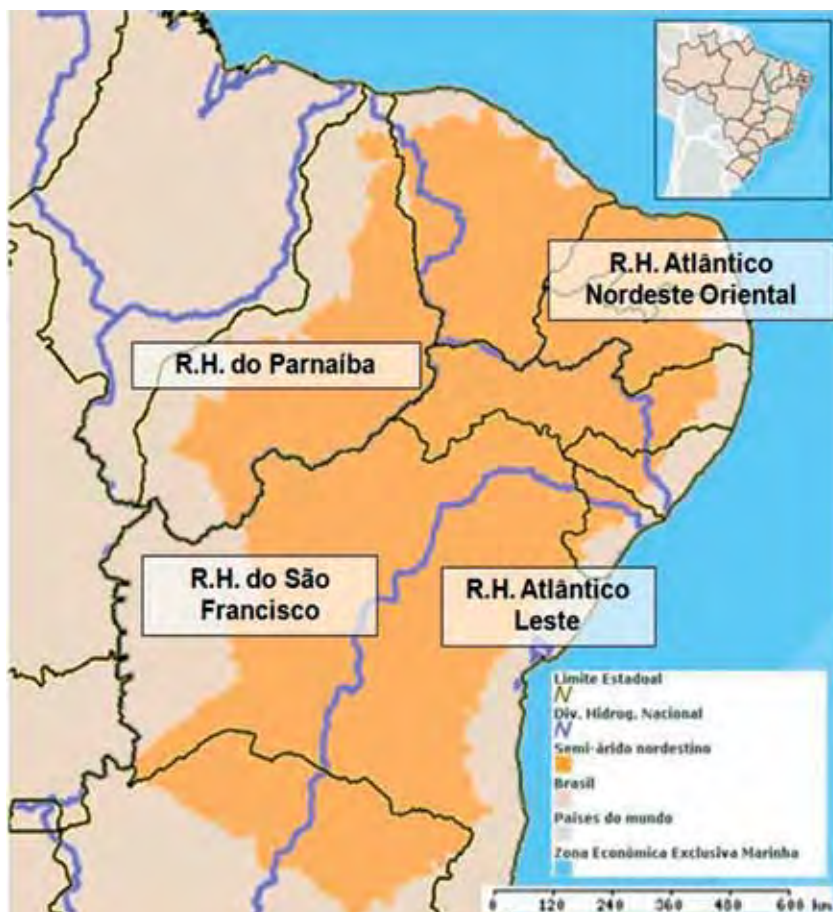 R.H. Atlântico
Nordeste Oriental
R.H. do Parnaíba
R.H. do São
Francisco
R.H. Atlântico
Leste
Limite Estadoal
Div. Hidrog. Nacional
Semi-árido nordestino
Brasil
Países do mundo
Zona Econômica Exclusiva Marinha
0 120 240 360 480 600 km